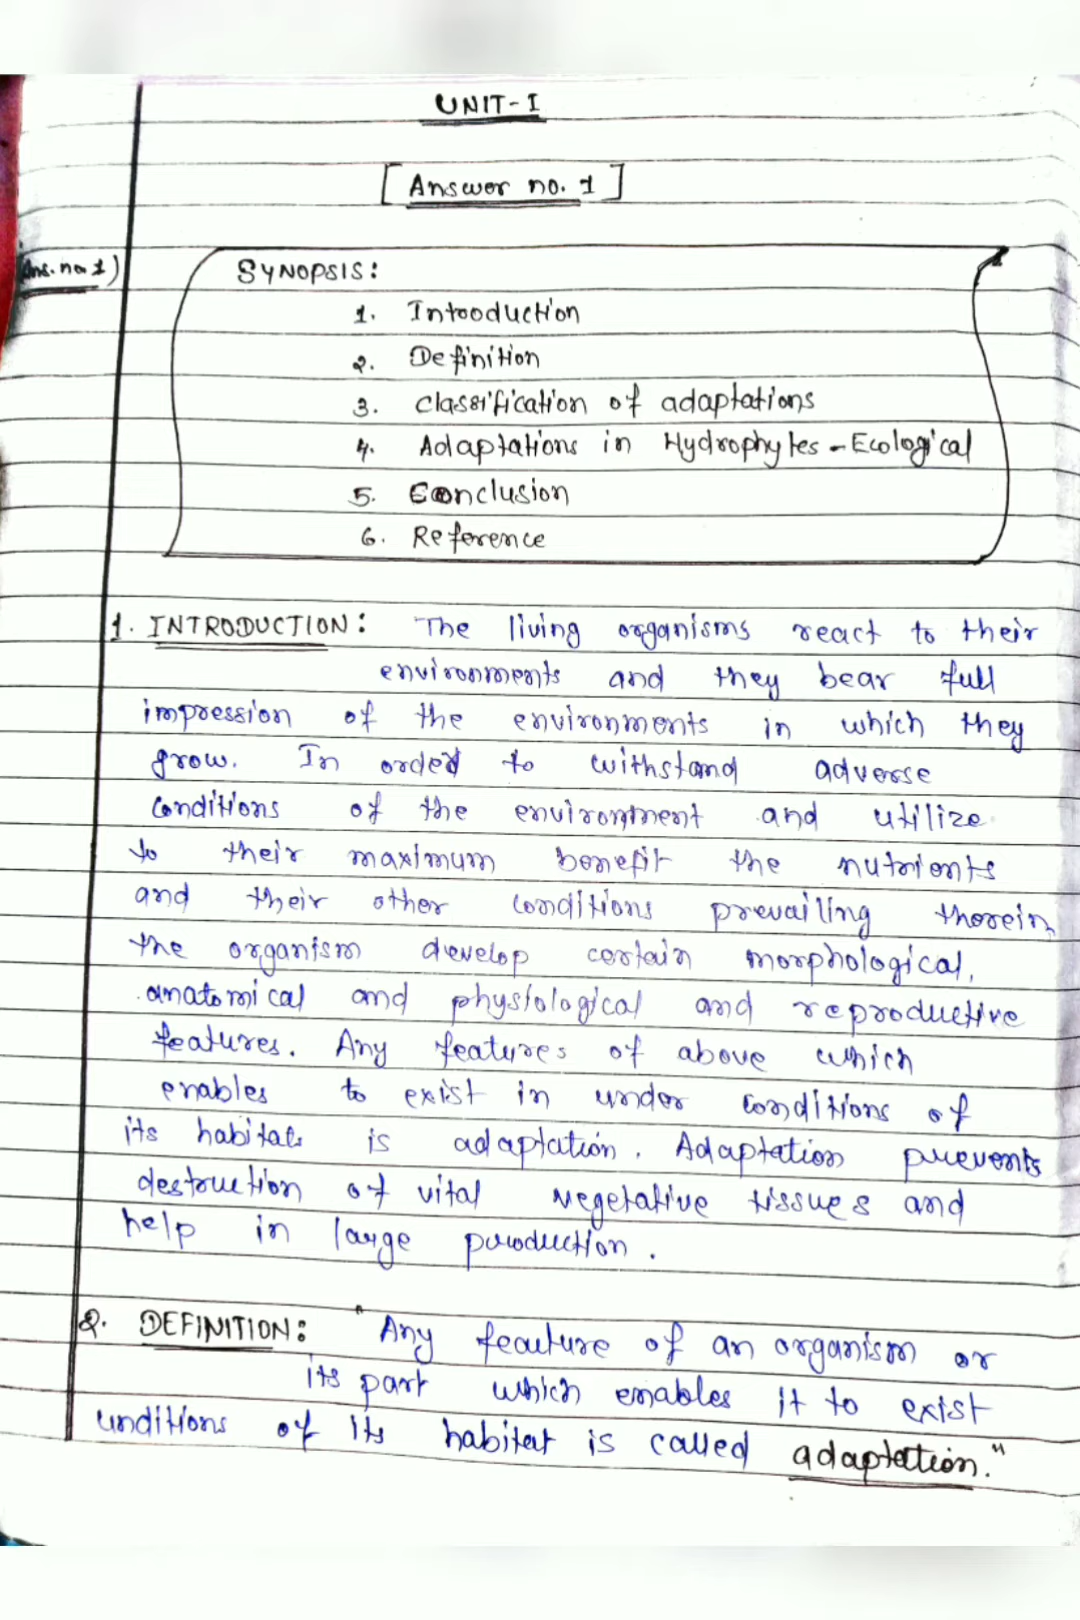 UNIT-I
[Answer no. 1]
Ans. no 1)
SYNOPSIS:
1. Introduction
2. Definition
3. Classification of adaptations
4. Adaptations in Hydrophytes - Ecological
5. Conclusion
6. Reference
1. INTRODUCTION: The living organisms react to their
environments and they bear full
impression of the environments in which they
grow. In order to withstand adverse
conditions of the environment and utilize
to their maximum benefit the nutrients
and their other conditions prevailing therein,
the organism develop certain morphological,
anatomical and physiological and reproductive
features. Any features of above which
enables to exist in under conditions of
its habitats is adaptation. Adaptation prevents
destruction of vital vegetative tissues and
help in large production.
2. DEFINITION: "Any feature of an organism or
its part which enables it to exist
unditions of its habitat is called adaptation."